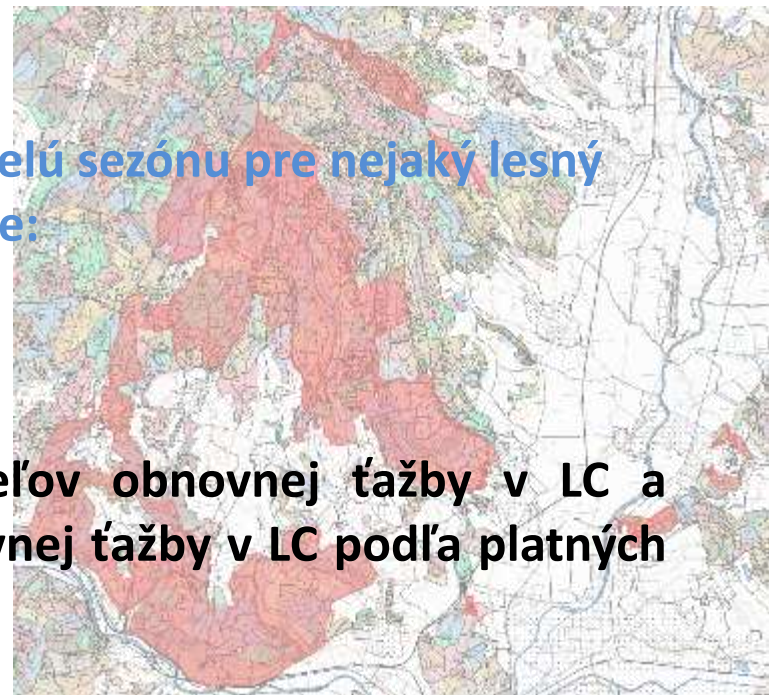 elú sezónu pre nejaký lesný
e:
eľov obnovnej ťažby v LC a
vnej ťažby v LC podľa platných